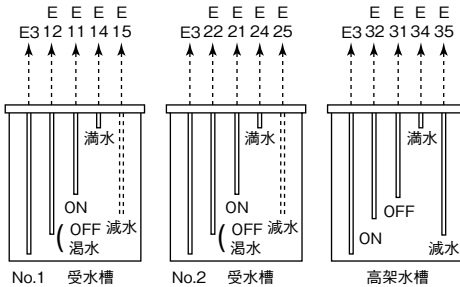 E E E E
E3 12 11 14 15
満水
ON
OFF
渇水
減水
No.1 受水槽
E E E E
E3 22 21 24 25
満水
ON
OFF
渇水
減水
No.2 受水槽
E E E E
E3 32 31 34 35
満水
OFF
ON
減水
高架水槽